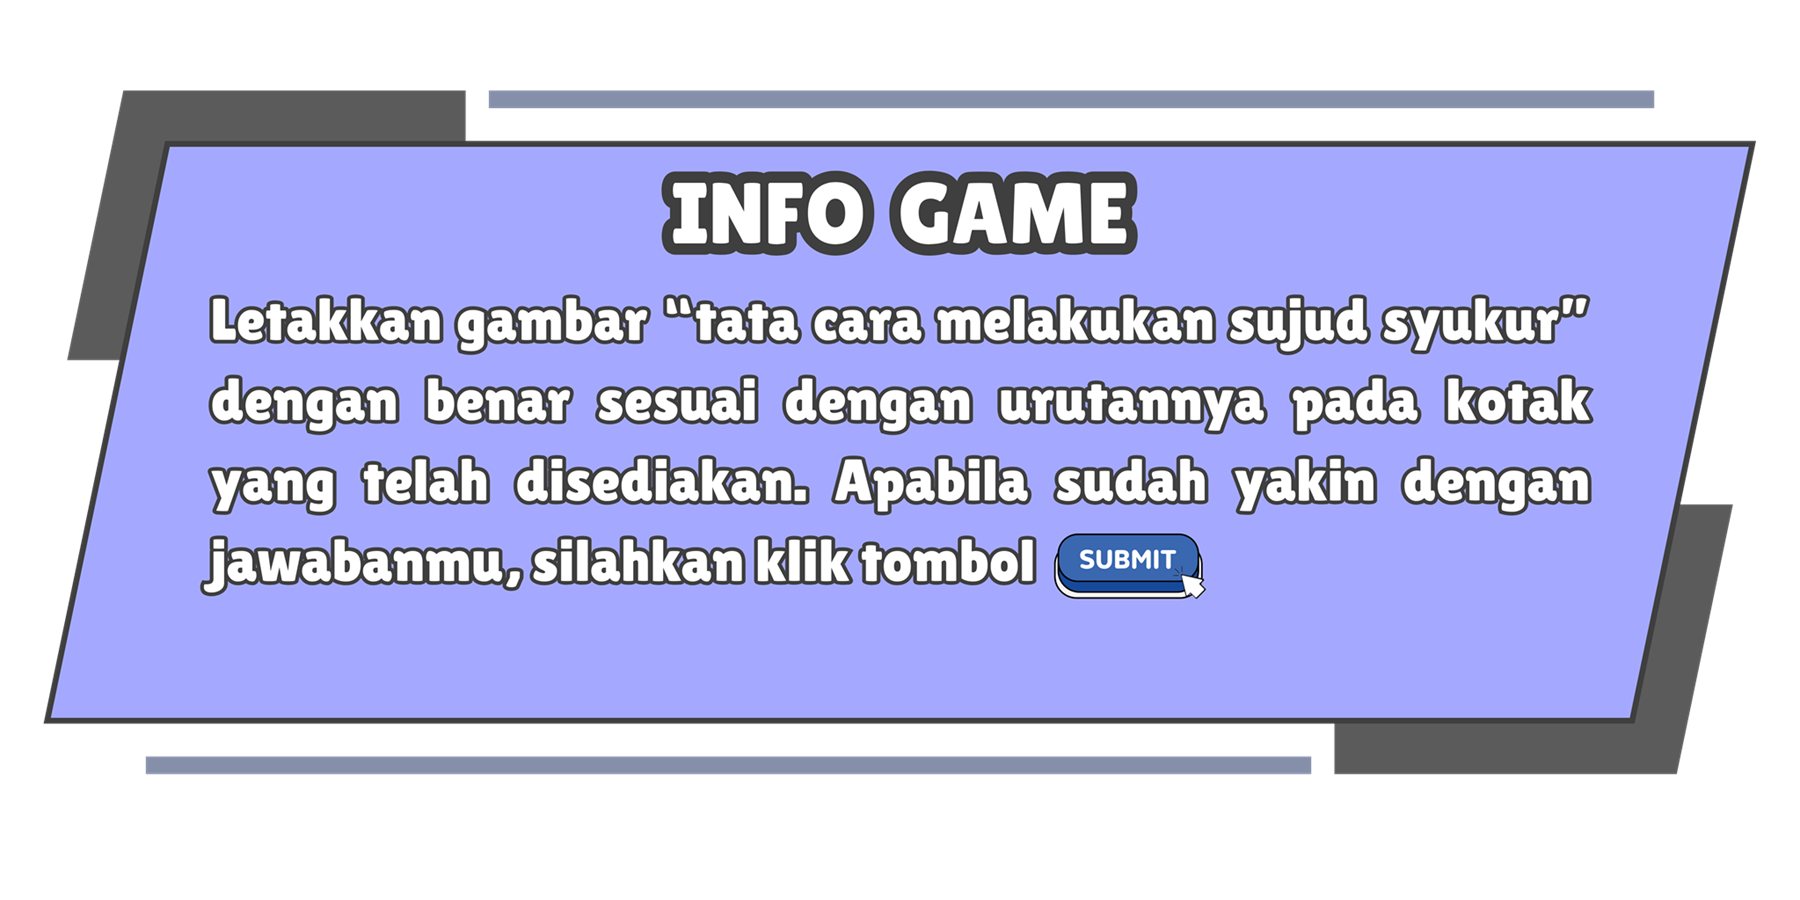 INFO GAME
Letakkan gambar “tata cara melakukan sujud syukur”
dengan benar sesuai dengan urutannya pada kotak
yang telah disediakan. Apabila sudah yakin dengan
jawabanmu, silahkan klik tombol SUBMIT